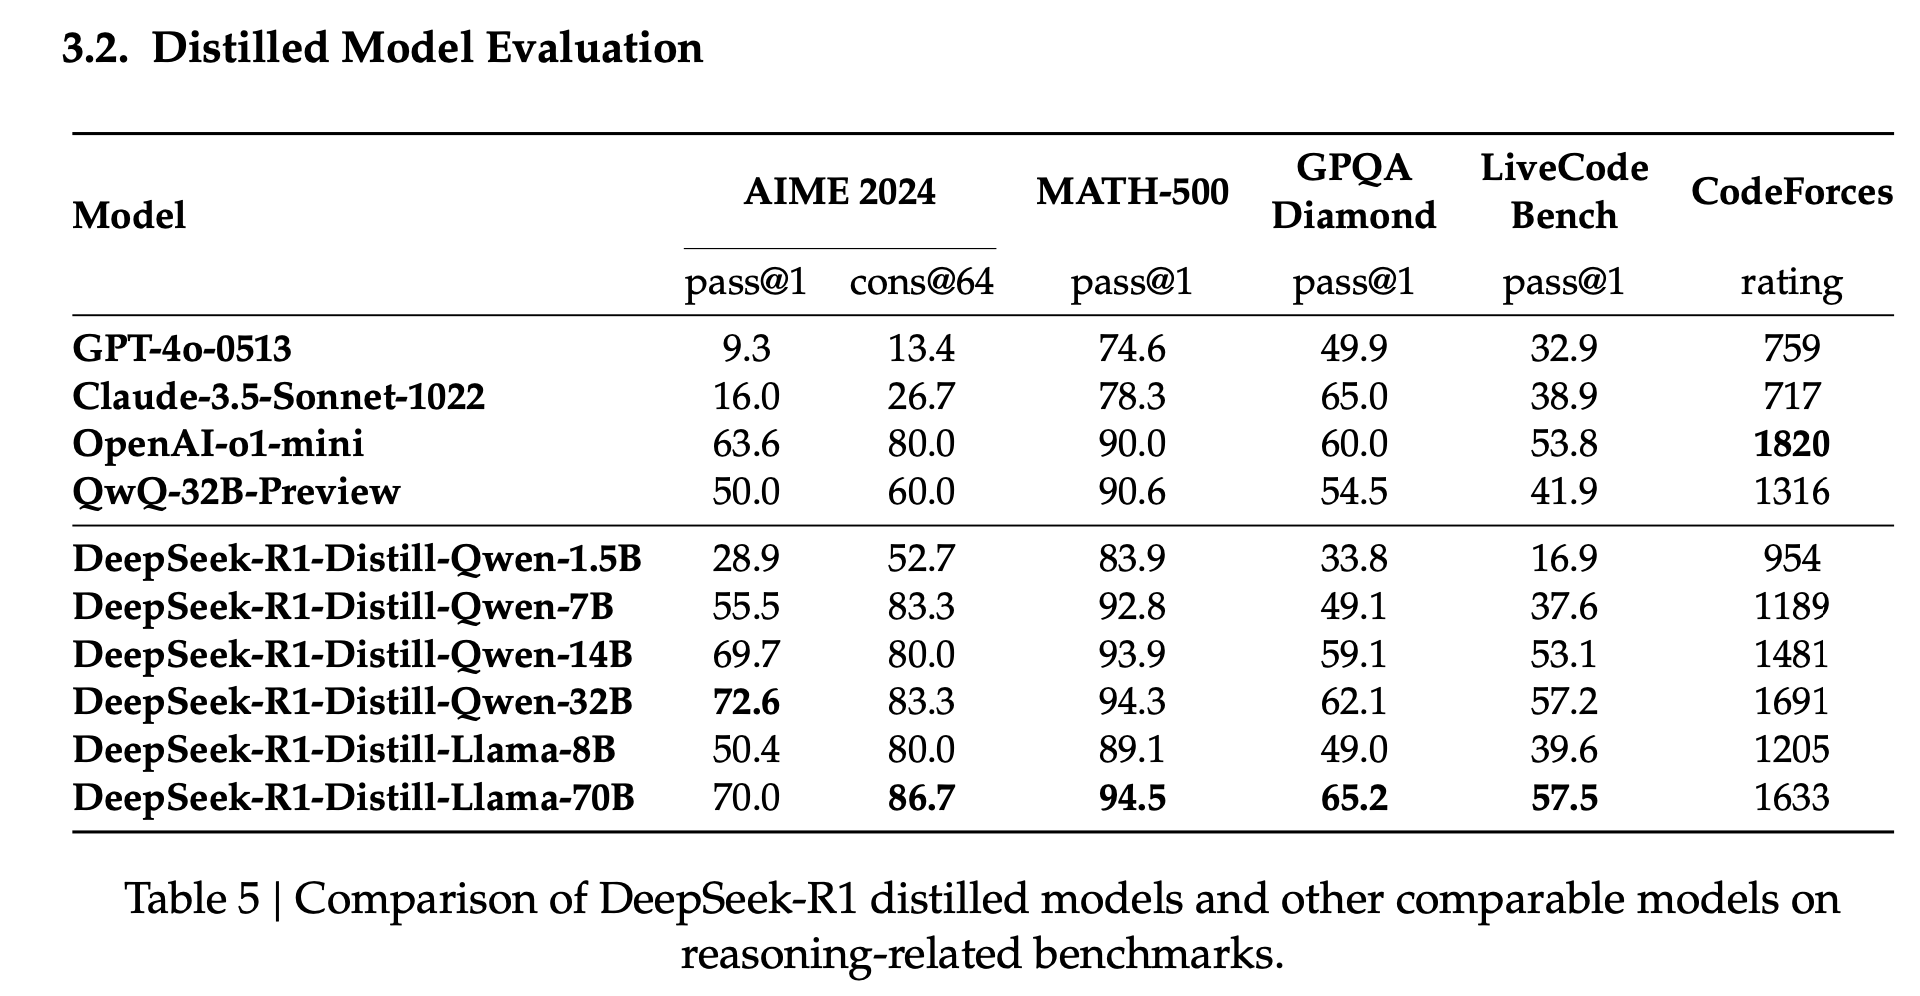 3.2. Distilled Model Evaluation
Model AIME 2024 MATH-500 GPQA Diamond LiveCode Bench CodeForces
pass@1 cons@64 pass@1 pass@1 pass@1 rating
GPT-4o-0513 9.3 13.4 74.6 49.9 32.9 759
Claude-3.5-Sonnet-1022 16.0 26.7 78.3 65.0 38.9 717
OpenAI-o1-mini 63.6 80.0 90.0 60.0 53.8 1820
QwQ-32B-Preview 50.0 60.0 90.6 54.5 41.9 1316
DeepSeek-R1-Distill-Qwen-1.5B 28.9 52.7 83.9 33.8 16.9 954
DeepSeek-R1-Distill-Qwen-7B 55.5 83.3 92.8 49.1 37.6 1189
DeepSeek-R1-Distill-Qwen-14B 69.7 80.0 93.9 59.1 53.1 1481
DeepSeek-R1-Distill-Qwen-32B 72.6 83.3 94.3 62.1 57.2 1691
DeepSeek-R1-Distill-Llama-8B 50.4 80.0 89.1 49.0 39.6 1205
DeepSeek-R1-Distill-Llama-70B 70.0 86.7 94.5 65.2 57.5 1633
Table 5 | Comparison of DeepSeek-R1 distilled models and other comparable models on
reasoning-related benchmarks.